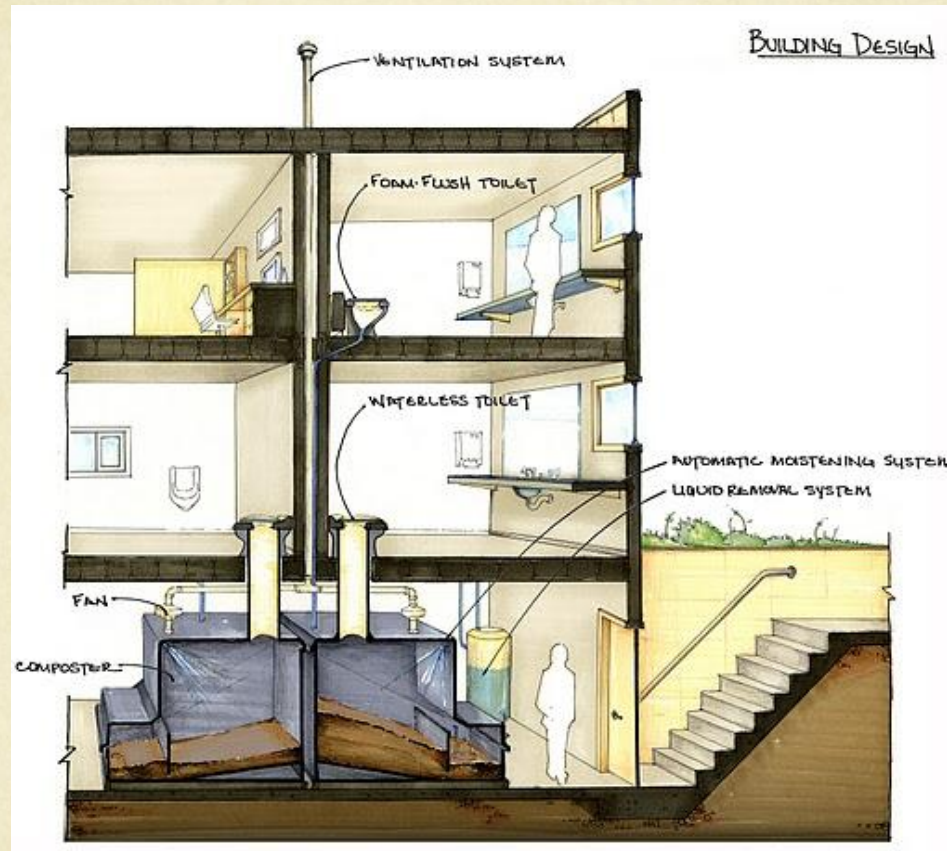 BUILDING DESIGN
VENTILATION SYSTEM
FOAM-FLUSH TOILET
WATERLESS TOILET
AUTOMATIC MOISTENING SYSTEM
LIQUID REMOVAL SYSTEM
FAN
COMPOSTER